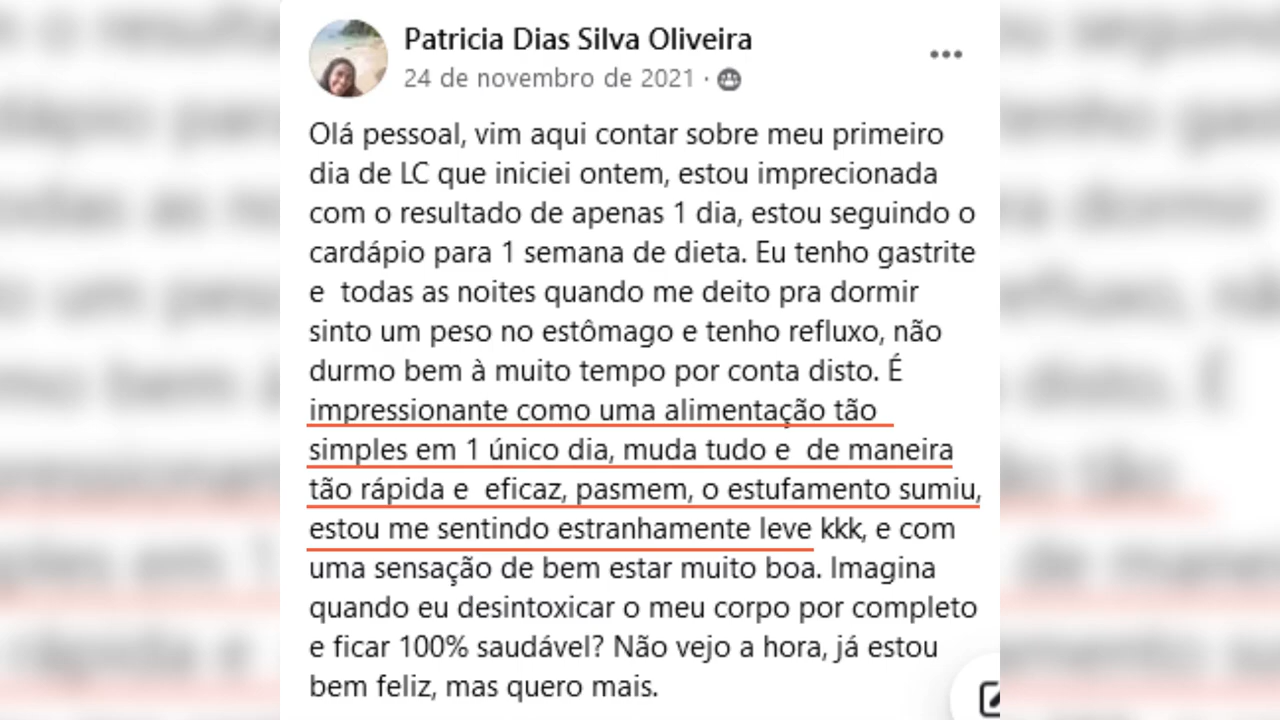 Patricia Dias Silva Oliveira
24 de novembro de 2021 ·
Olá pessoal, vim aqui contar sobre meu primeiro
dia de LC que iniciei ontem, estou imprecionada
com o resultado de apenas 1 dia, estou seguindo o
cardápio para 1 semana de dieta. Eu tenho gastrite
e  todas as noites quando me deito pra dormir
sinto um peso no estômago e tenho refluxo, não
durmo bem à muito tempo por conta disto. É
impressionante como uma alimentação tão
simples em 1 único dia, muda tudo e  de maneira
tão rápida e  eficaz, pasmem, o estufamento sumiu,
estou me sentindo estranhamente leve kkk, e com
uma sensação de bem estar muito boa. Imagina
quando eu desintoxicar o meu corpo por completo
e ficar 100% saudável? Não vejo a hora, já estou
bem feliz, mas quero mais.